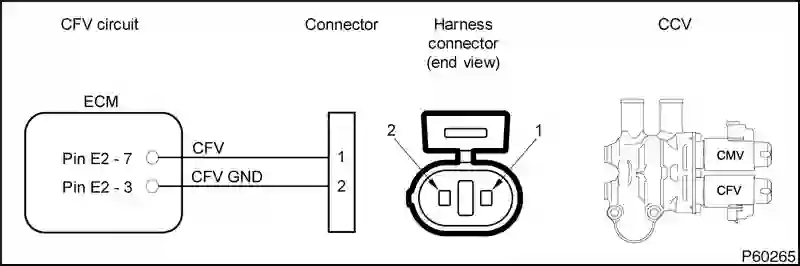 CFV circuit
Connector
Harness
connector
(end view)
CCV
ECM
Pin E2 - 7
CFV
1
Pin E2 - 3
CFV GND
2
2
1
CMV
CFV
P60265